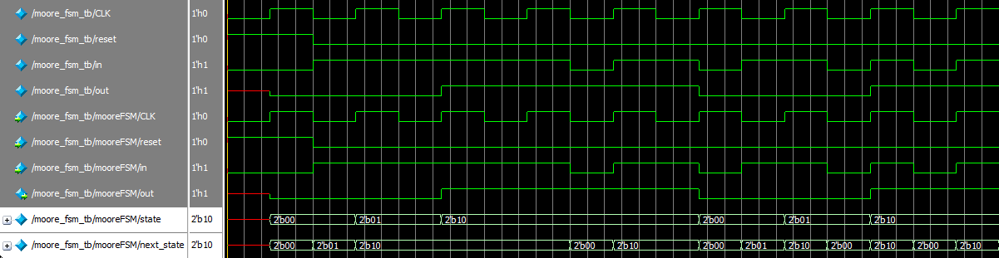 /moore_fsm_tb/CLK 1'h0
/moore_fsm_tb/reset 1'h0
/moore_fsm_tb/in 1'h1
/moore_fsm_tb/out 1'h1
/moore_fsm_tb/mooreFSM/CLK 1'h0
/moore_fsm_tb/mooreFSM/reset 1'h0
/moore_fsm_tb/mooreFSM/in 1'h1
/moore_fsm_tb/mooreFSM/out 1'h1
/moore_fsm_tb/mooreFSM/state 2'b10 2'b00 2'b01 2'b10 2'b00 2'b01 2'b10
/moore_fsm_tb/mooreFSM/next_state 2'b10 2'b00 2'b01 2'b10 2'b00 2'b10 2'b00 2'b01 2'b10 2'b00 2'b10 2'b00 2'b10